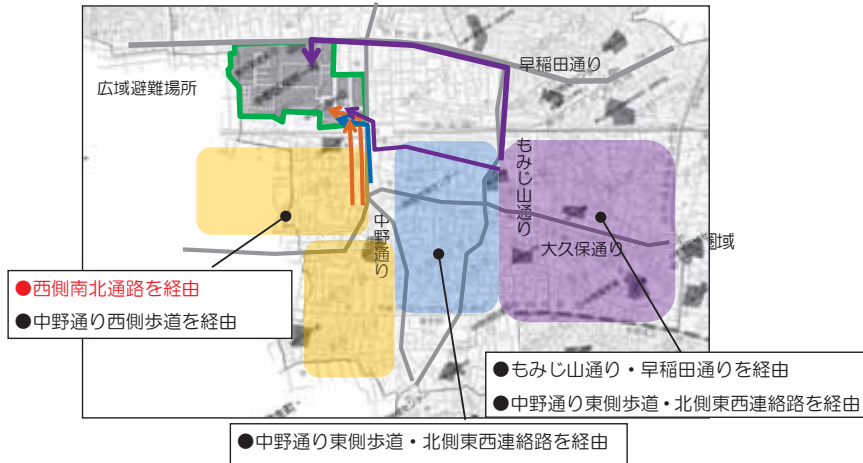 早稲田通り
広域避難場所
もみじ山通り
中野通り
大久保通り
圏域
●西側南北通路を経由
●中野通り西側歩道を経由
●もみじ山通り・早稲田通りを経由
●中野通り東側歩道・北側東西連絡路を経由
●中野通り東側歩道・北側東西連絡路を経由